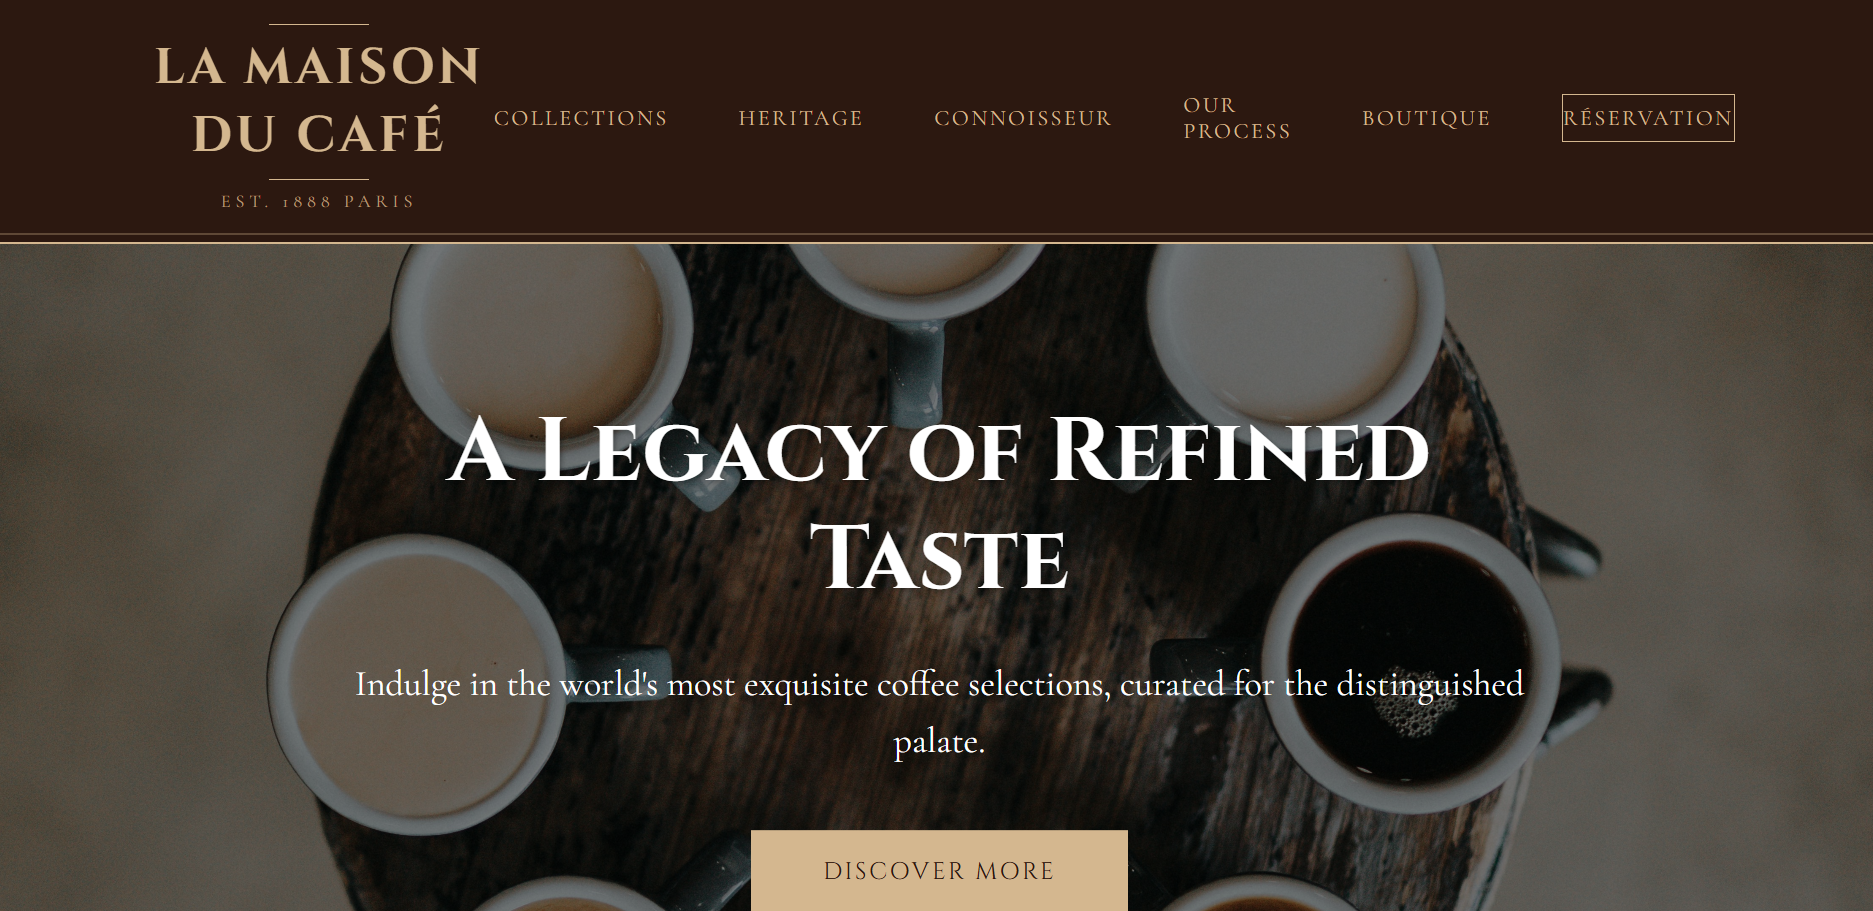 LA MAISON
DU CAFÉ
EST. 1888 PARIS
COLLECTIONS
HERITAGE
CONNOISSEUR
OUR
PROCESS
BOUTIQUE
RÉSERVATION
A Legacy of Refined
Taste
Indulge in the world's most exquisite coffee selections, curated for the distinguished
palate.
DISCOVER MORE